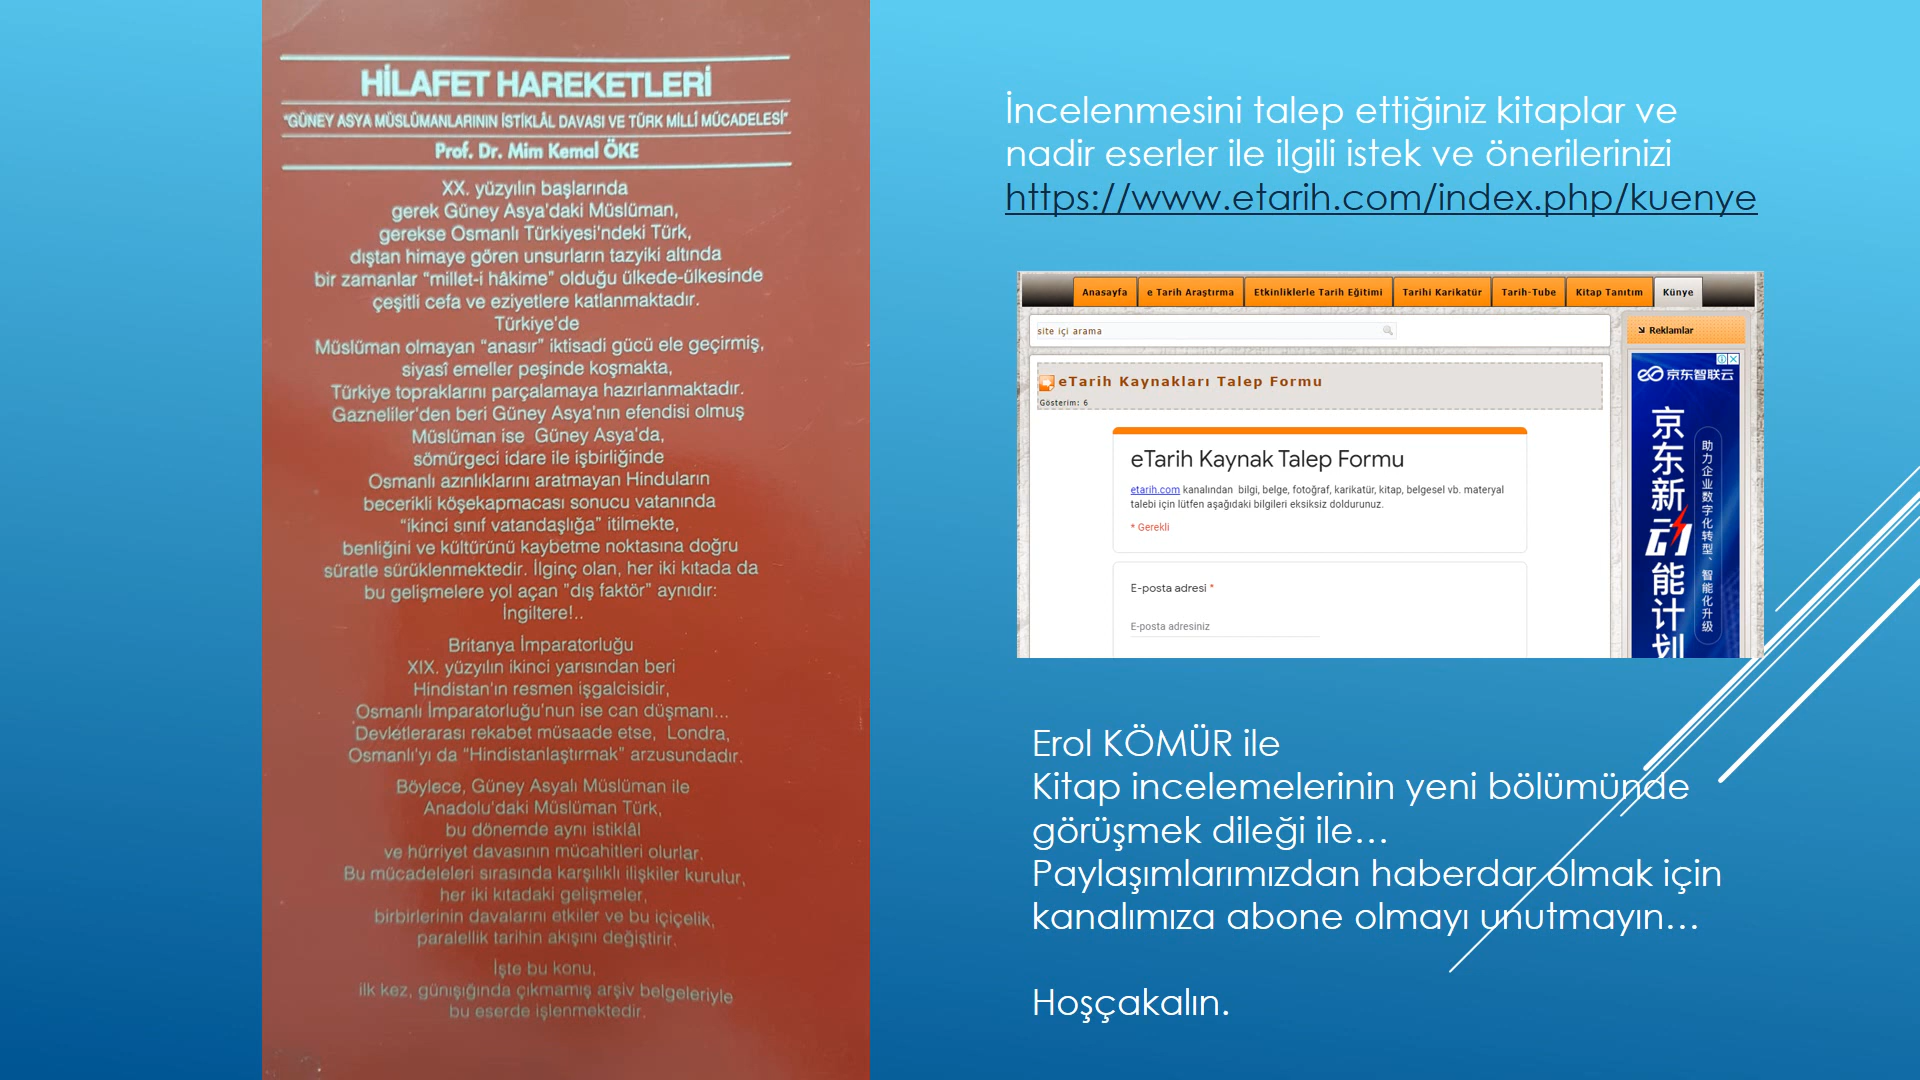 HİLAFET HAREKETLERİ
"GÜNEY ASYA MÜSLÜMANLARININ İSTİKLÂL DAVASI VE TÜRK MİLLÎ MÜCADELESİ"
Prof. Dr. Mim Kemal ÖKE
XX. yüzyılın başlarında
gerek Güney Asya'daki Müslüman,
gerekse Osmanlı Türkiyesi'ndeki Türk,
dıştan himaye gören unsurların tazyiki altında
bir zamanlar "millet-i hâkime" olduğu ülkede-ülkesinde
çeşitli cefa ve eziyetlere katlanmaktadır.
Türkiye'de
Müslüman olmayan "anasır" iktisadi gücü ele geçirmiş,
siyasî emeller peşinde koşmakta,
Türkiye topraklarını parçalamaya hazırlanmaktadır.
Gazneliler'den beri Güney Asya'nın efendisi olmuş
Müslüman ise Güney Asya'da,
sömürgeci idare ile işbirliğinde
Osmanlı azınlıklarını aratmayan Hinduların
becerikli köşekapmacası sonucu vatanında
"ikinci sınıf vatandaşlığa" itilmekte,
benliğini ve kültürünü kaybetme noktasına doğru
süratle sürüklenmektedir. İlginç olan, her iki kıtada da
bu gelişmelere yol açan "dış faktör" aynıdır:
İngiltere!..
Britanya İmparatorluğu
XIX. yüzyılın ikinci yarısından beri
Hindistan'ın resmen işgalcisidir,
Osmanlı İmparatorluğu'nun ise can düşmanı...
Devletlerarası rekabet müsaade etse, Londra,
Osmanlı'yı da "Hindistanlaştırmak" arzusundadır.
Böylece, Güney Asyalı Müslüman ile
Anadolu'daki Müslüman Türk,
bu dönemde aynı istiklâl
ve hürriyet davasının mücahitleri olurlar.
Bu mücadeleleri sırasında karşılıklı ilişkiler kurulur,
her iki kıtadaki gelişmeler,
birbirlerinin davalarını etkiler ve bu içiçelik,
paralellik tarihin akışını değiştirir.
İşte bu konu,
ilk kez, günışığında çıkmamış arşiv belgeleriyle
bu eserde işlenmektedir.
İncelenmesini talep ettiğiniz kitaplar ve
nadir eserler ile ilgili istek ve önerilerinizi
https://www.etarih.com/index.php/kuenye
Anasayfa e Tarih Araştırma Etkinliklerle Tarih Eğitimi Tarihi Karikatür Tarih-Tube Kitap Tanıtım Künye
site içi arama
Reklamlar
eTarih Kaynakları Talep Formu
Gösterim: 6
eTarih Kaynak Talep Formu
etarih.com kanalından bilgi, belge, fotoğraf, karikatür, kitap, belgesel vb. materyal
talebi için lütfen aşağıdaki bilgileri eksiksiz doldurunuz.
* Gerekli
E-posta adresi *
E-posta adresiniz
京东智联云
京东新动能计划
助力企业数字化转型、智能化升级
Erol KÖMÜR ile
Kitap incelemelerinin yeni bölümünde
görüşmek dileği ile...
Paylaşımlarımızdan haberdar olmak için
kanalımıza abone olmayı unutmayın...
Hoşçakalın.